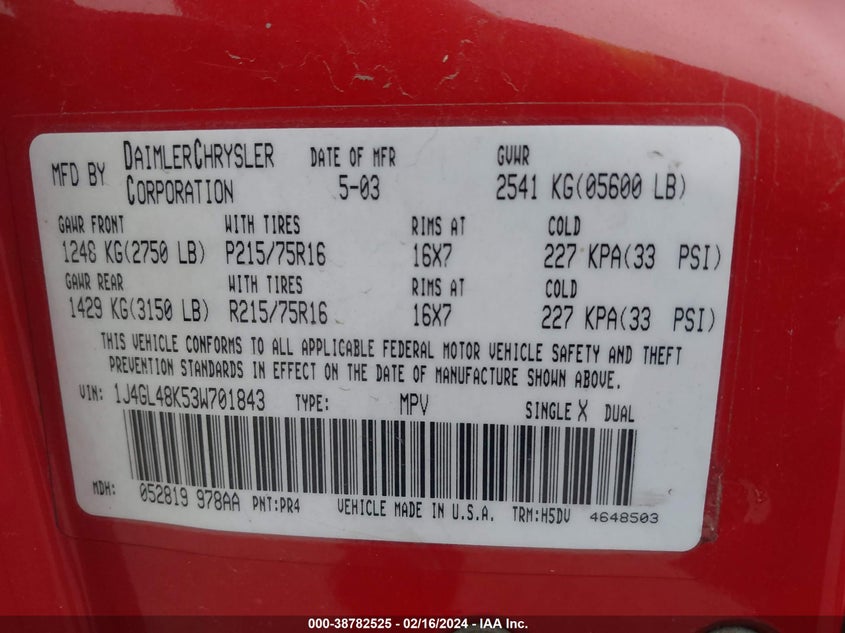 MFD BY DAIMLERCHRYSLER CORPORATION DATE OF MFR 5-03 GVWR 2541 KG(05600 LB)
GAWR FRONT WITH TIRES RIMS AT COLD
1248 KG(2750 LB) P215/75R16 16X7 227 KPA(33 PSI)
GAWR REAR WITH TIRES RIMS AT COLD
1429 KG(3150 LB) R215/75R16 16X7 227 KPA(33 PSI)
THIS VEHICLE CONFORMS TO ALL APPLICABLE FEDERAL MOTOR VEHICLE SAFETY AND THEFT
PREVENTION STANDARDS IN EFFECT ON THE DATE OF MANUFACTURE SHOWN ABOVE.
VIN: 1J4GL48K53W701843 TYPE: MPV SINGLE X DUAL
MDH: 052819 978AA PNT:PR4 VEHICLE MADE IN U.S.A. TRM:H5DV 4648503
000-38782525 - 02/16/2024 - IAA Inc.